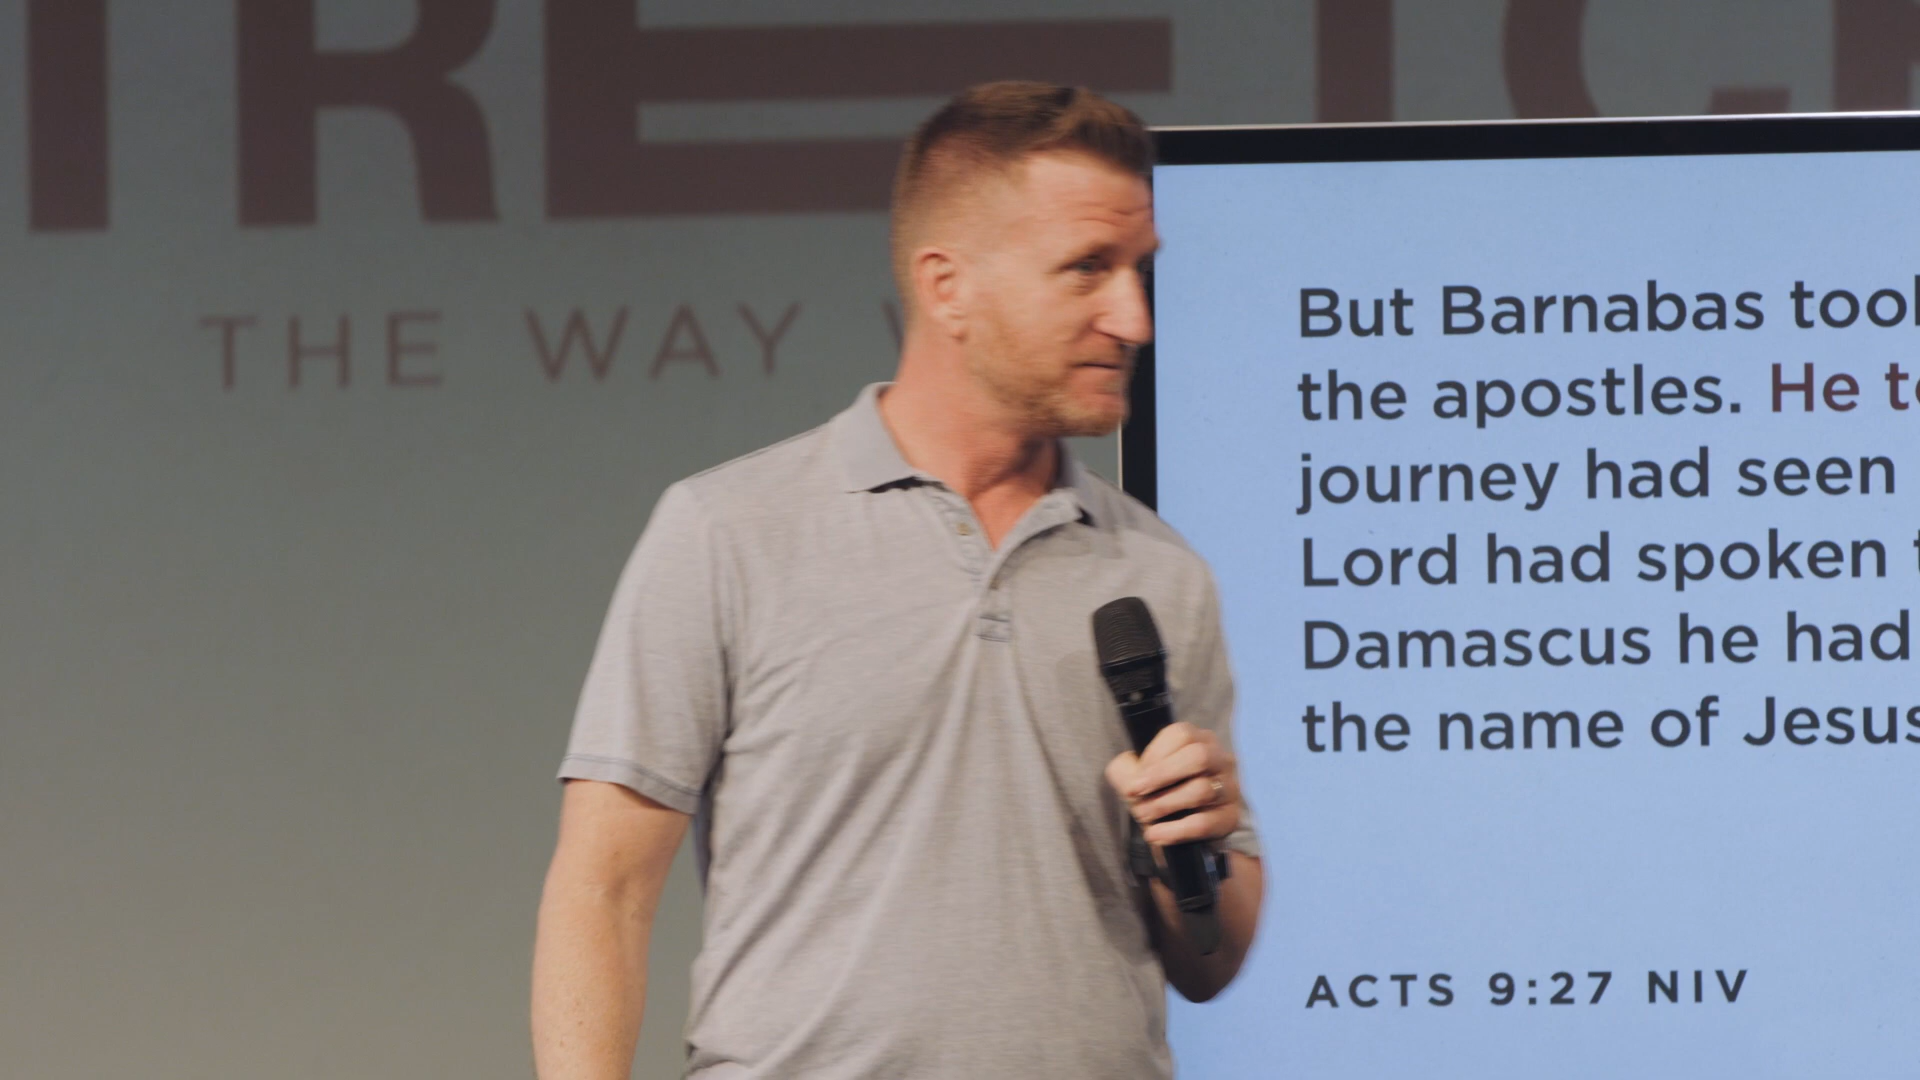 THE WAY
But Barnabas
the apostles. He
journey had seen
Lord had spoken
Damascus he had
the name of Jesus
ACTS 9:27 NIV